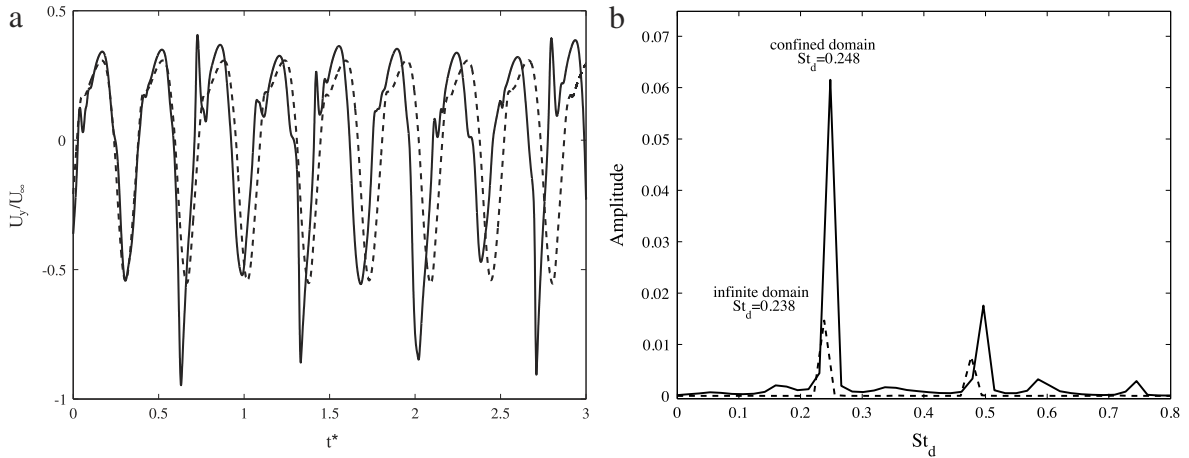 a
0.5
0
-0.5
-1
U_y/U_∞
0
0.5
1
1.5
2
2.5
3
t*
b
0.07
0.06
0.05
0.04
0.03
0.02
0.01
0
Amplitude
confined domain
St_d=0.248
infinite domain
St_d=0.238
0
0.1
0.2
0.3
0.4
0.5
0.6
0.7
0.8
St_d